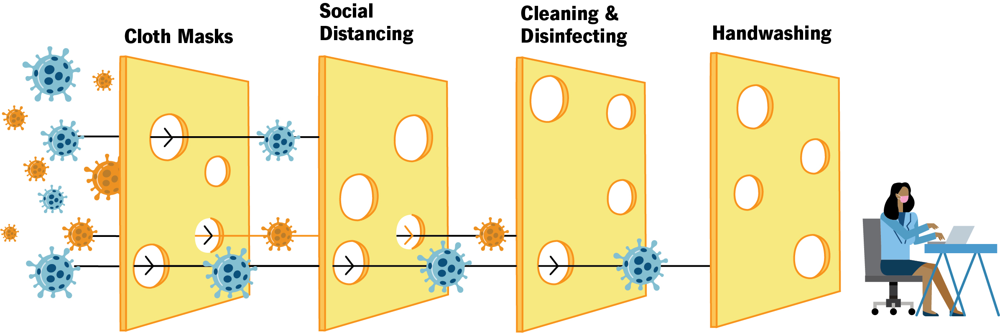 Cloth Masks
Social
Distancing
Cleaning &
Disinfecting
Handwashing